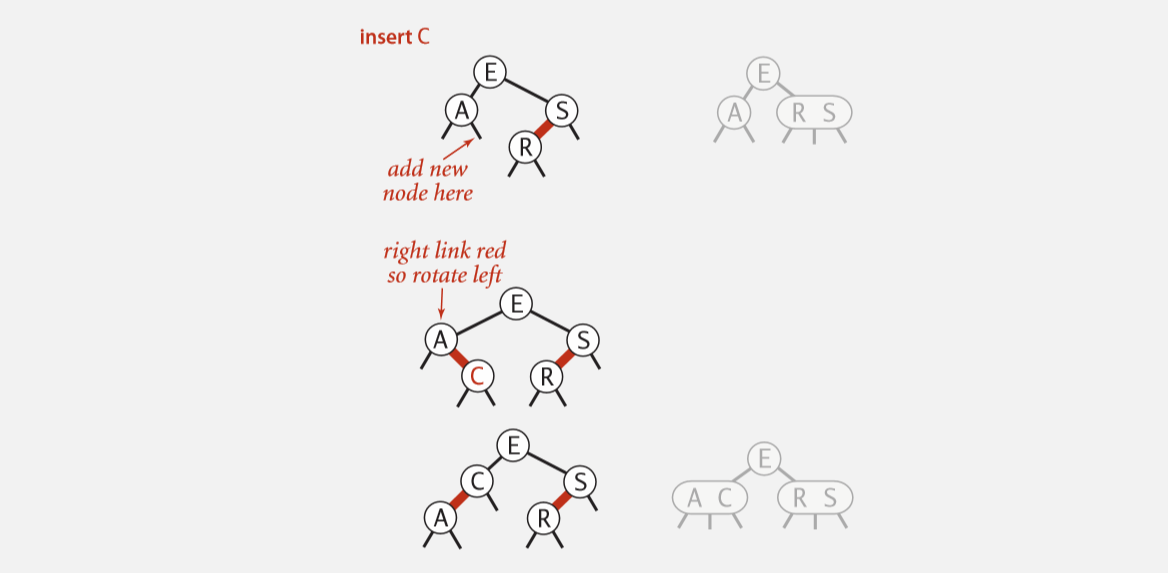 insert C
E
A
S
R
add new
node here
E
A
R S
right link red
so rotate left
E
A
S
C
R
E
C
S
A
R
E
A C
R S